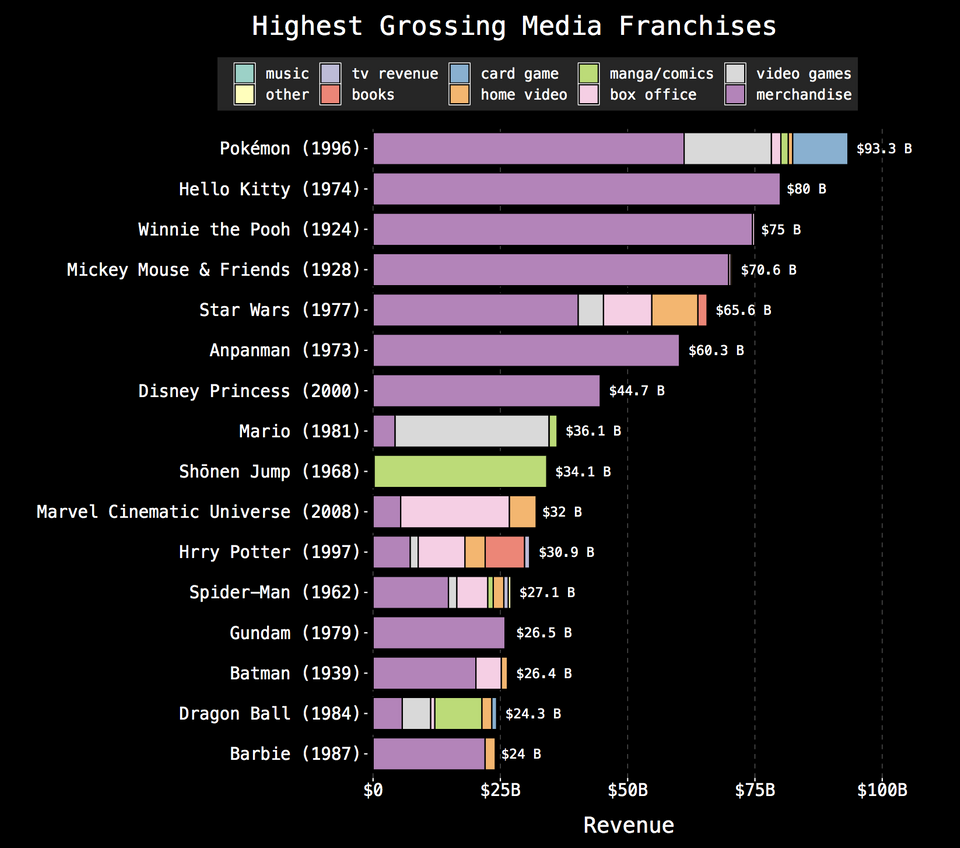 Highest Grossing Media Franchises
music tv revenue card game manga/comics video games
other books home video box office merchandise
Pokémon (1996) $93.3 B
Hello Kitty (1974) $80 B
Winnie the Pooh (1924) $75 B
Mickey Mouse & Friends (1928) $70.6 B
Star Wars (1977) $65.6 B
Anpanman (1973) $60.3 B
Disney Princess (2000) $44.7 B
Mario (1981) $36.1 B
Shōnen Jump (1968) $34.1 B
Marvel Cinematic Universe (2008) $32 B
Hrry Potter (1997) $30.9 B
Spider–Man (1962) $27.1 B
Gundam (1979) $26.5 B
Batman (1939) $26.4 B
Dragon Ball (1984) $24.3 B
Barbie (1987) $24 B
$0 $25B $50B $75B $100B
Revenue